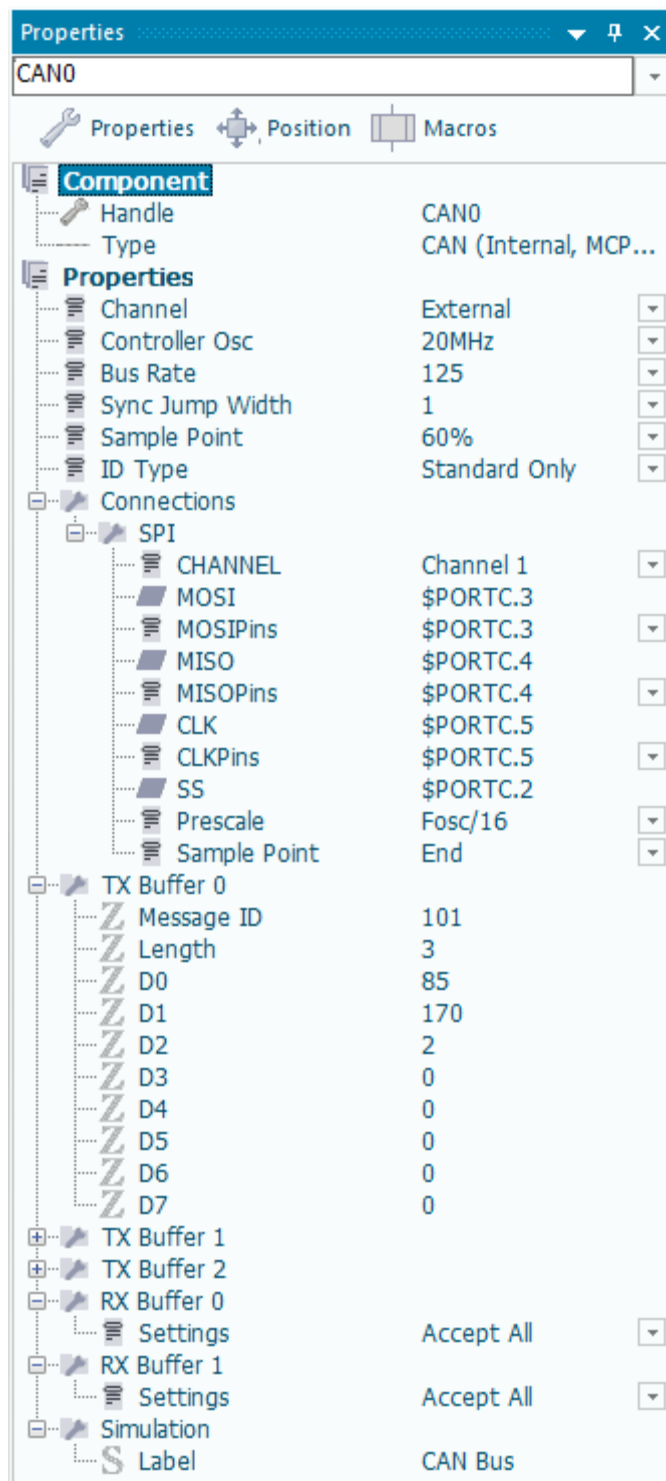 Properties
CAN0
Properties Position Macros
Component
Handle CAN0
Type CAN (Internal, MCP...
Properties
Channel External
Controller Osc 20MHz
Bus Rate 125
Sync Jump Width 1
Sample Point 60%
ID Type Standard Only
Connections
SPI
CHANNEL Channel 1
MOSI $PORTC.3
MOSIPins $PORTC.3
MISO $PORTC.4
MISOPins $PORTC.4
CLK $PORTC.5
CLKPins $PORTC.5
SS $PORTC.2
Prescale Fosc/16
Sample Point End
TX Buffer 0
Message ID 101
Length 3
D0 85
D1 170
D2 2
D3 0
D4 0
D5 0
D6 0
D7 0
TX Buffer 1
TX Buffer 2
RX Buffer 0
Settings Accept All
RX Buffer 1
Settings Accept All
Simulation
Label CAN Bus